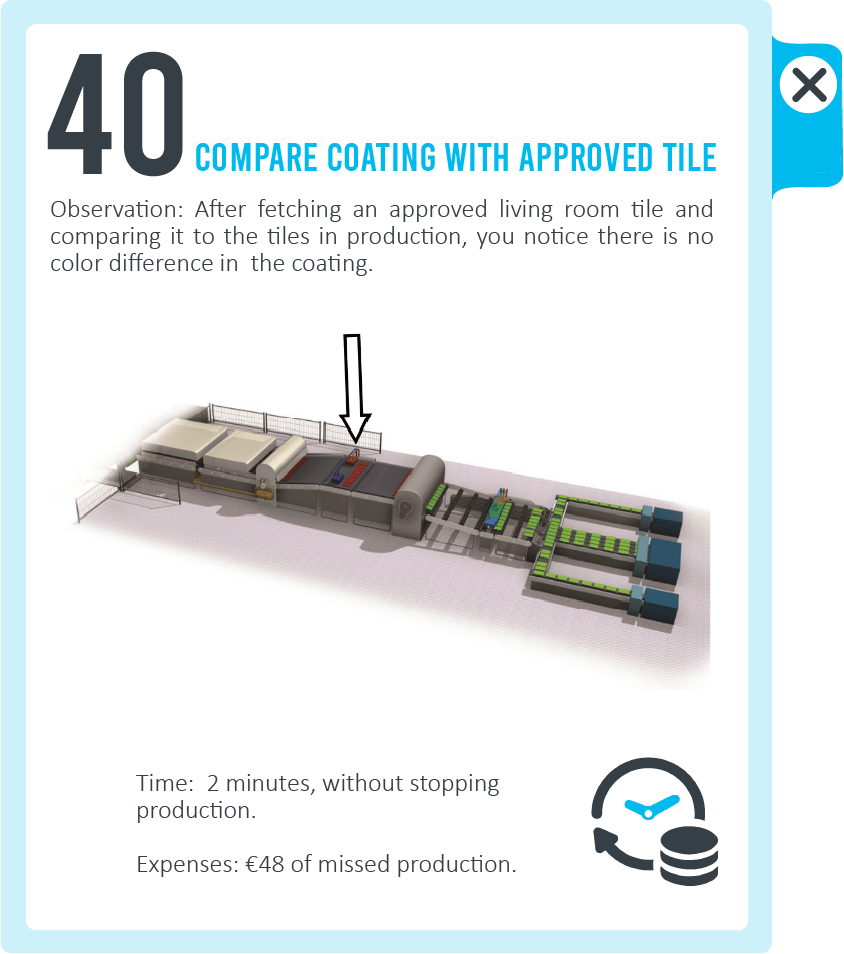 40
COMPARE COATING WITH APPROVED TILE
Observation: After fetching an approved living room tile and
comparing it to the tiles in production, you notice there is no
color difference in  the coating.
Time:  2 minutes, without stopping
production.
Expenses: €48 of missed production.